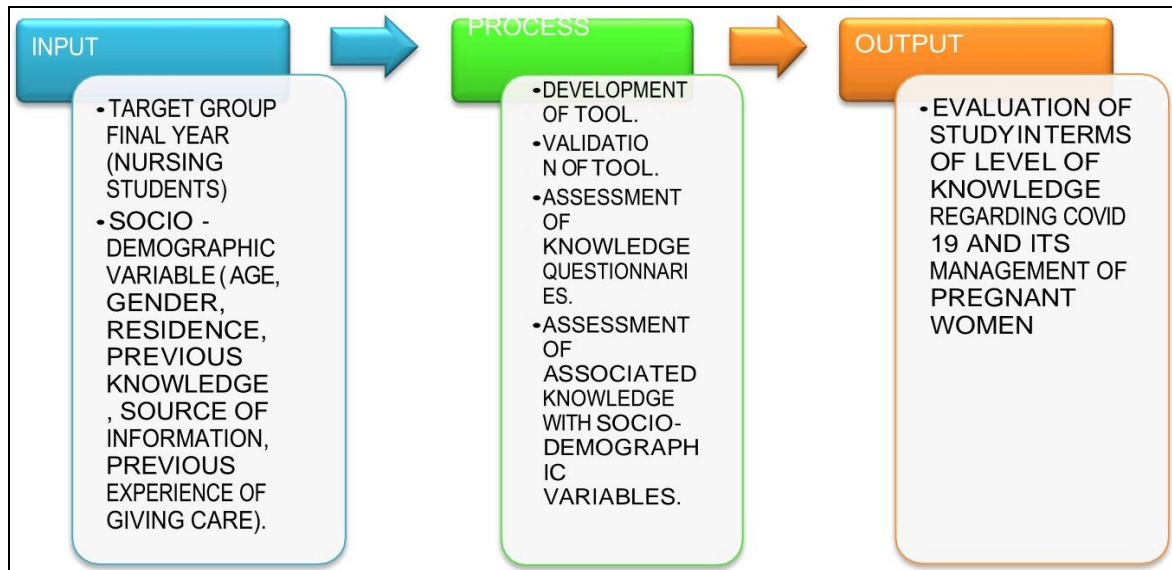 INPUT
• TARGET GROUP
FINAL YEAR
(NURSING
STUDENTS)
• SOCIO -
DEMOGRAPHIC
VARIABLE ( AGE,
GENDER,
RESIDENCE,
PREVIOUS
KNOWLEDGE
, SOURCE OF
INFORMATION,
PREVIOUS
EXPERIENCE OF
GIVING CARE).
PROCESS
• DEVELOPMENT
OF TOOL.
• VALIDATIO
N OF TOOL.
• ASSESSMENT
OF
KNOWLEDGE
QUESTIONNARI
ES.
• ASSESSMENT
OF
ASSOCIATED
KNOWLEDGE
WITH SOCIO-
DEMOGRAPH
IC
VARIABLES.
OUTPUT
• EVALUATION OF
STUDY IN TERMS
OF LEVEL OF
KNOWLEDGE
REGARDING COVID
19 AND ITS
MANAGEMENT OF
PREGNANT
WOMEN